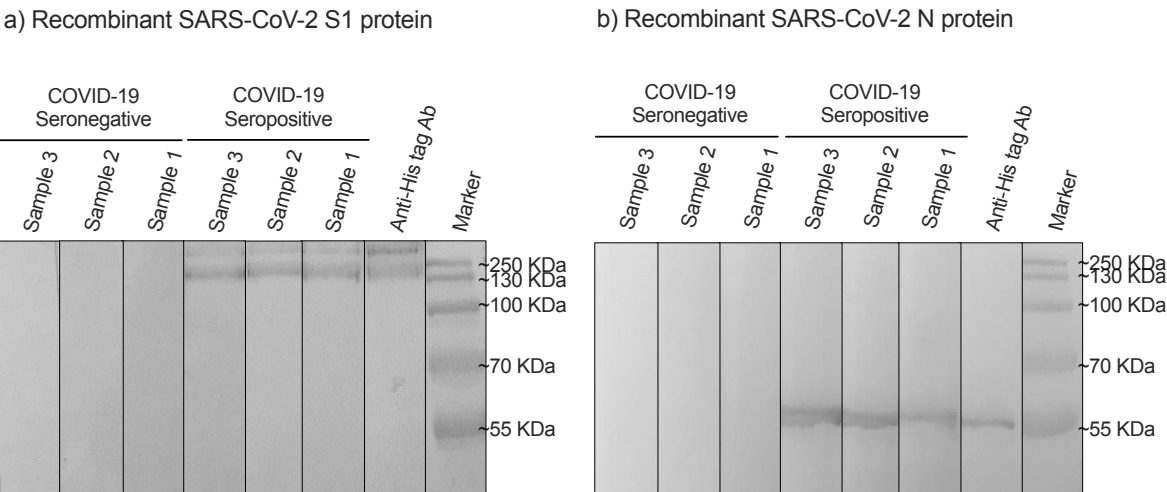 a) Recombinant SARS-CoV-2 S1 protein
COVID-19
Seronegative
COVID-19
Seropositive
Sample 3
Sample 2
Sample 1
Sample 3
Sample 2
Sample 1
Anti-His tag Ab
Marker
~250 KDa
~130 KDa
~100 KDa
~70 KDa
~55 KDa
b) Recombinant SARS-CoV-2 N protein
COVID-19
Seronegative
COVID-19
Seropositive
Sample 3
Sample 2
Sample 1
Sample 3
Sample 2
Sample 1
Anti-His tag Ab
Marker
~250 KDa
~130 KDa
~100 KDa
~70 KDa
~55 KDa